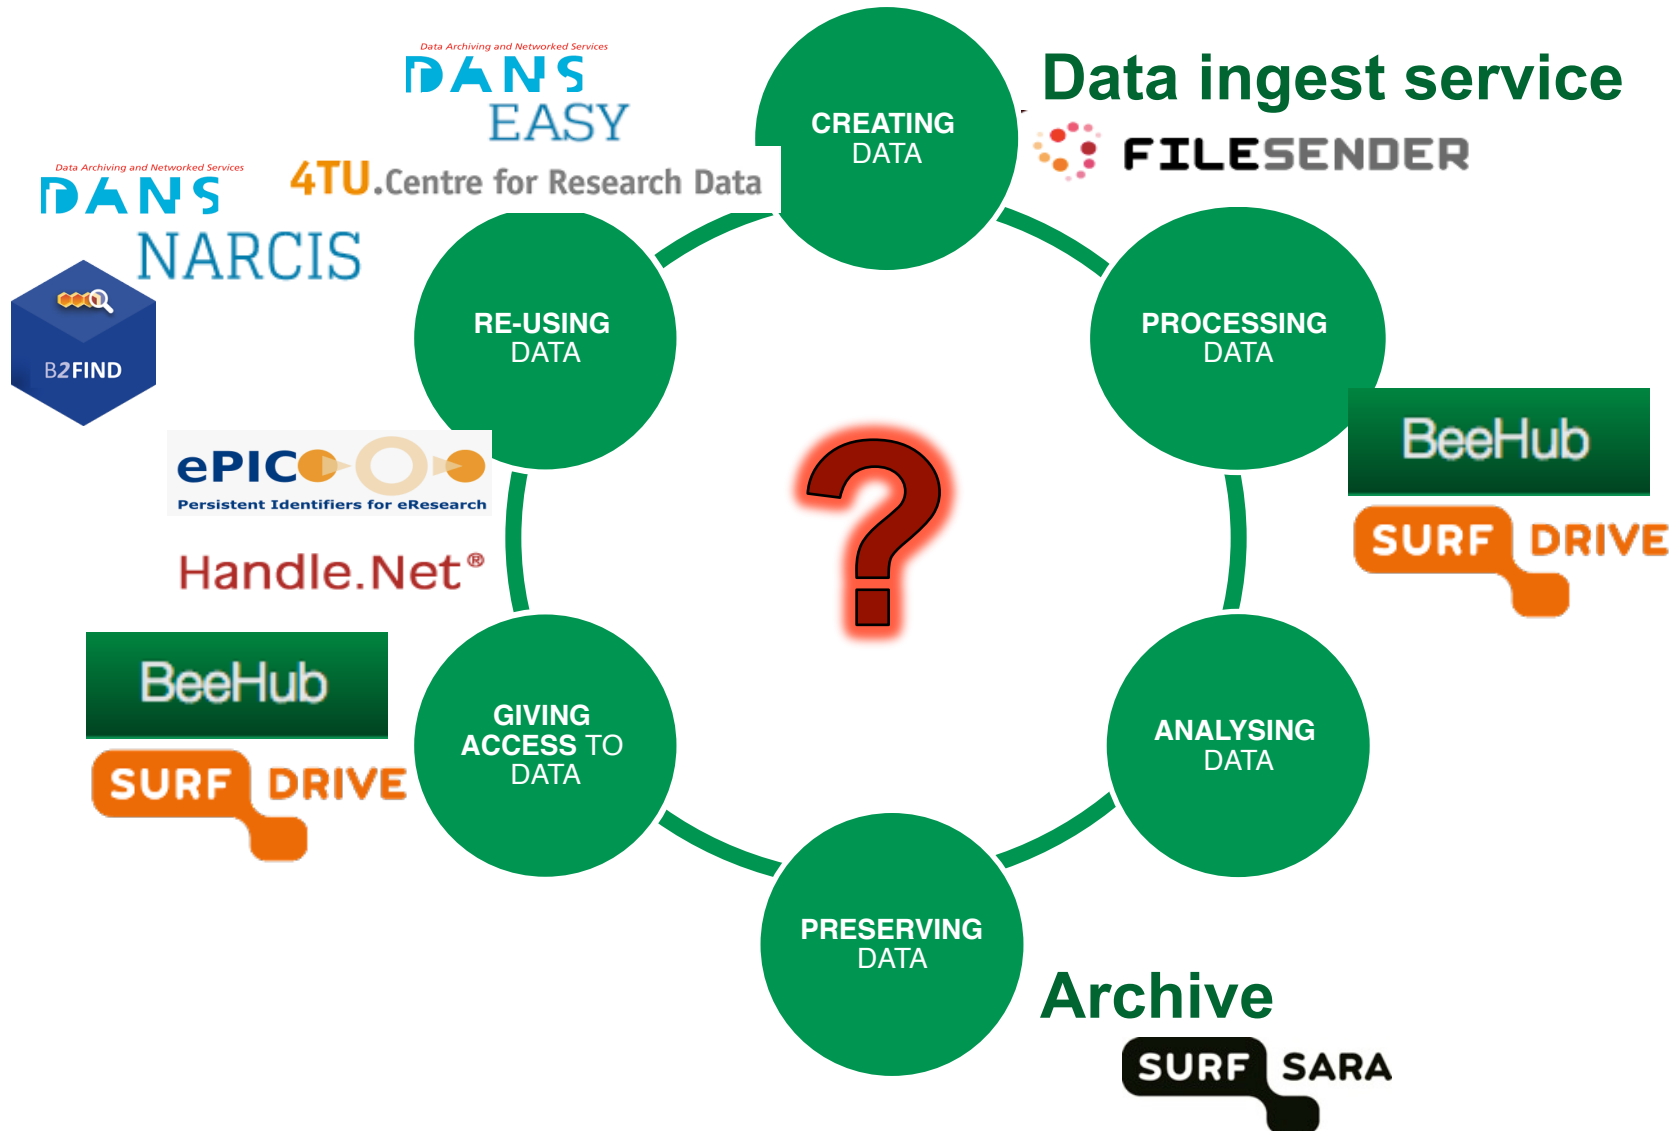 Data Archiving and Networked Services
DANS
EASY
4TU.Centre for Research Data
CREATING
DATA
Data ingest service
FILESENDER
Data Archiving and Networked Services
DANS
NARCIS
B2FIND
RE-USING
DATA
PROCESSING
DATA
BeeHub
SURF DRIVE
ePIC
Persistent Identifiers for eResearch
Handle.Net®
?
BeeHub
SURF DRIVE
GIVING
ACCESS TO
DATA
ANALYSING
DATA
PRESERVING
DATA
Archive
SURF SARA